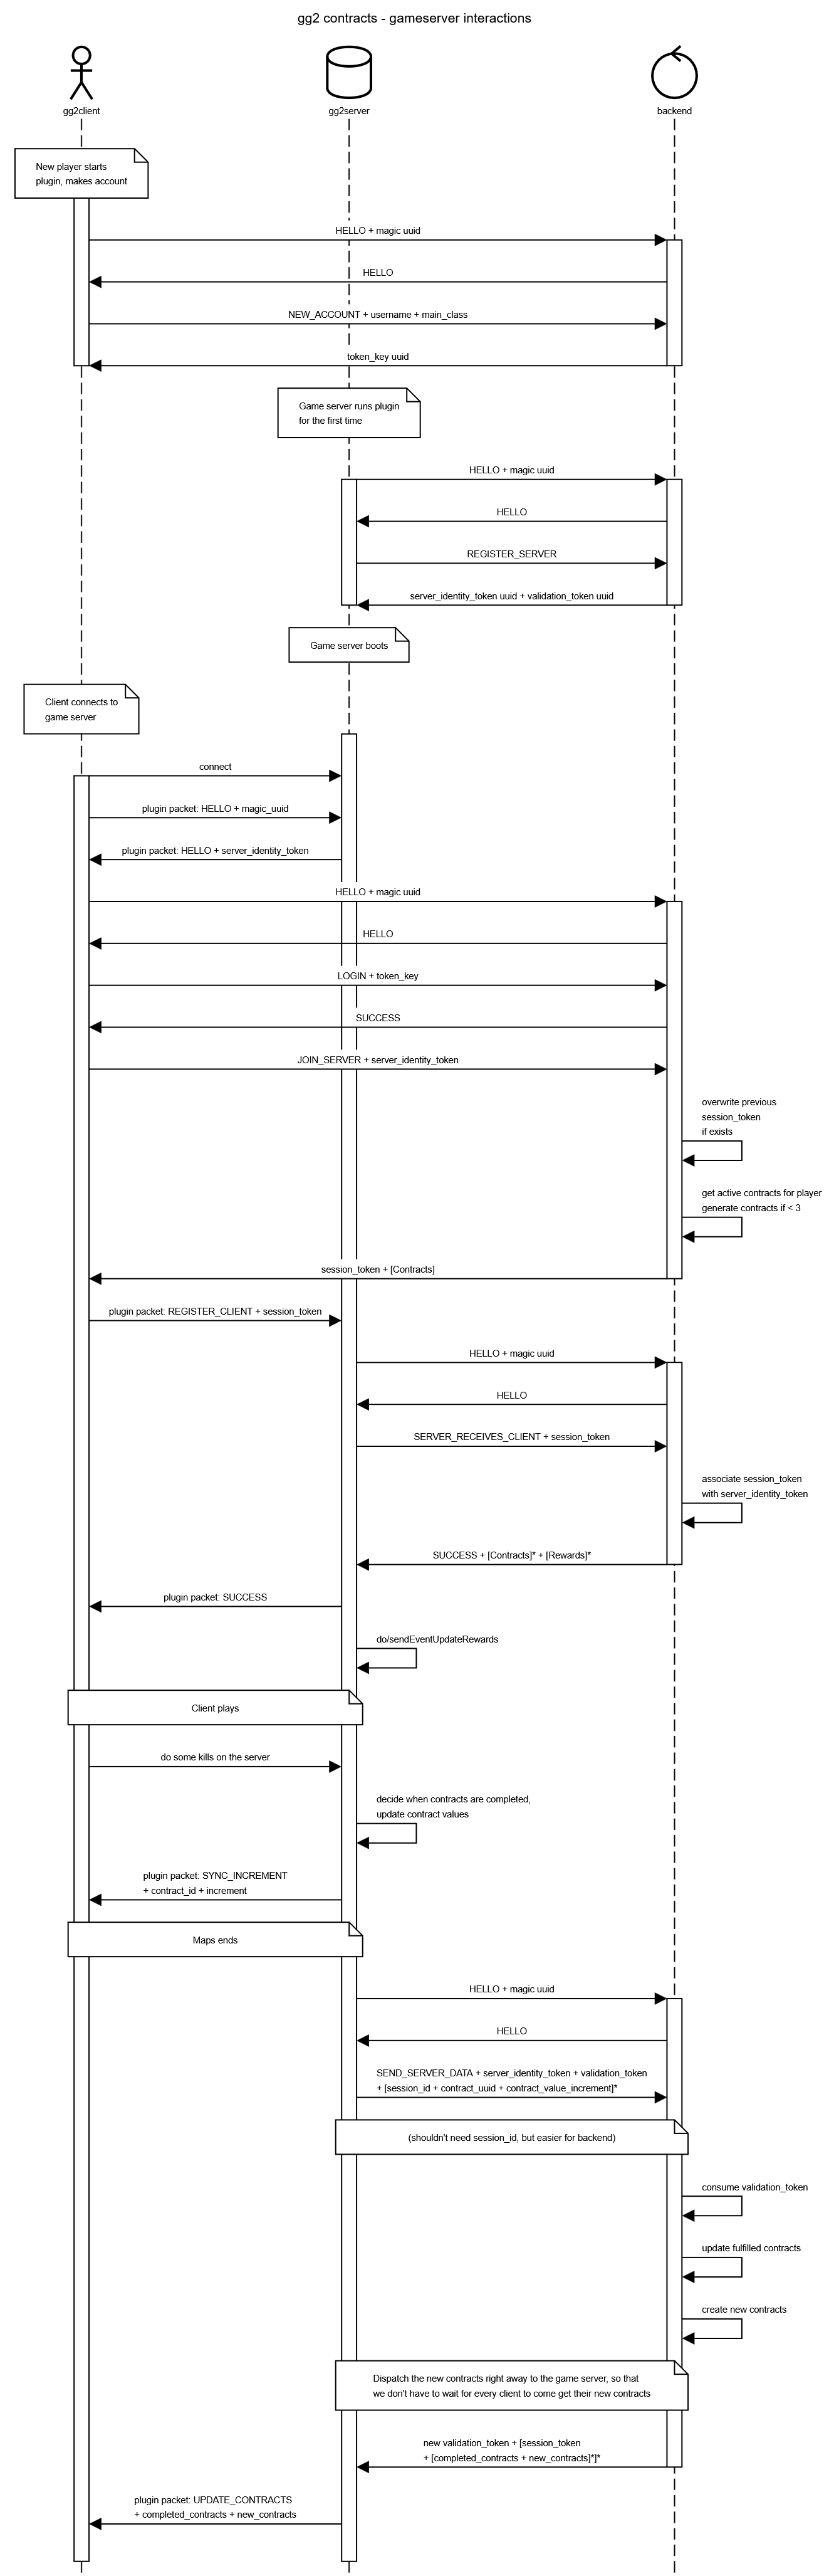 gg2 contracts - gameserver interactions
gg2client
gg2server
backend
New player starts
plugin, makes account
HELLO + magic uuid
HELLO
NEW_ACCOUNT + username + main_class
token_key uuid
Game server runs plugin
for the first time
HELLO + magic uuid
HELLO
REGISTER_SERVER
server_identity_token uuid + validation_token uuid
Game server boots
Client connects to
game server
connect
plugin packet: HELLO + magic_uuid
plugin packet: HELLO + server_identity_token
HELLO + magic uuid
HELLO
LOGIN + token_key
SUCCESS
JOIN_SERVER + server_identity_token
overwrite previous
session_token
if exists
get active contracts for player
generate contracts if < 3
session_token + [Contracts]
plugin packet: REGISTER_CLIENT + session_token
HELLO + magic uuid
HELLO
SERVER_RECEIVES_CLIENT + session_token
associate session_token
with server_identity_token
SUCCESS + [Contracts]* + [Rewards]*
plugin packet: SUCCESS
do/sendEventUpdateRewards
Client plays
do some kills on the server
decide when contracts are completed,
update contract values
plugin packet: SYNC_INCREMENT
+ contract_id + increment
Maps ends
HELLO + magic uuid
HELLO
SEND_SERVER_DATA + server_identity_token + validation_token
+ [session_id + contract_uuid + contract_value_increment]*
(shouldn't need session_id, but easier for backend)
consume validation_token
update fulfilled contracts
create new contracts
Dispatch the new contracts right away to the game server, so that
we don't have to wait for every client to come get their new contracts
new validation_token + [session_token
+ [completed_contracts + new_contracts]*]*
plugin packet: UPDATE_CONTRACTS
+ completed_contracts + new_contracts